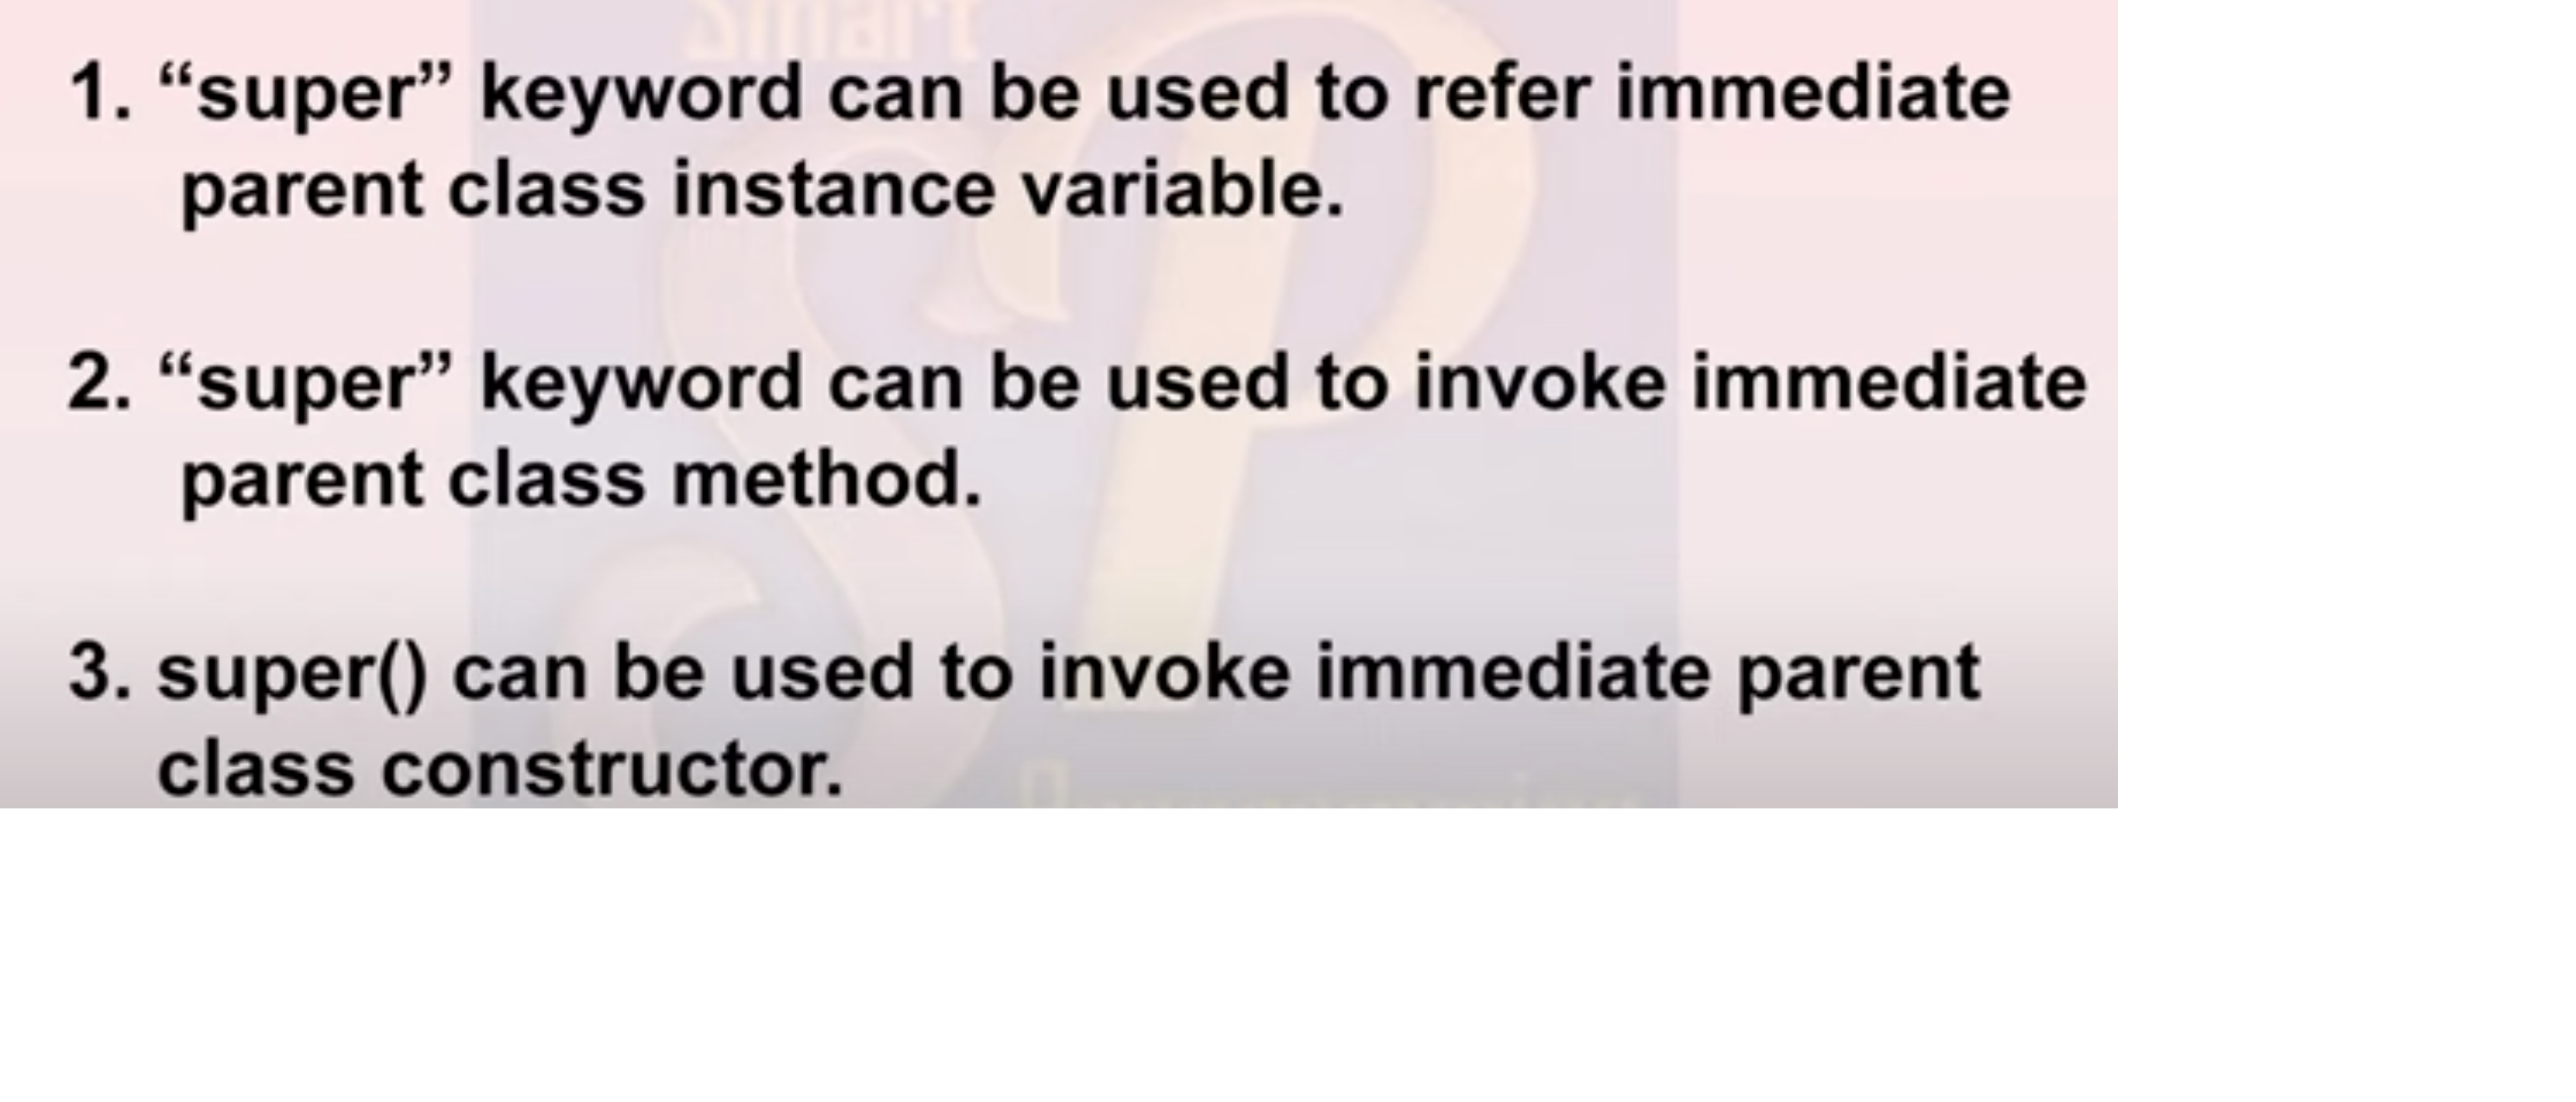 Smart
1. “super” keyword can be used to refer immediate
parent class instance variable.
2. “super” keyword can be used to invoke immediate
parent class method.
3. super() can be used to invoke immediate parent
class constructor.